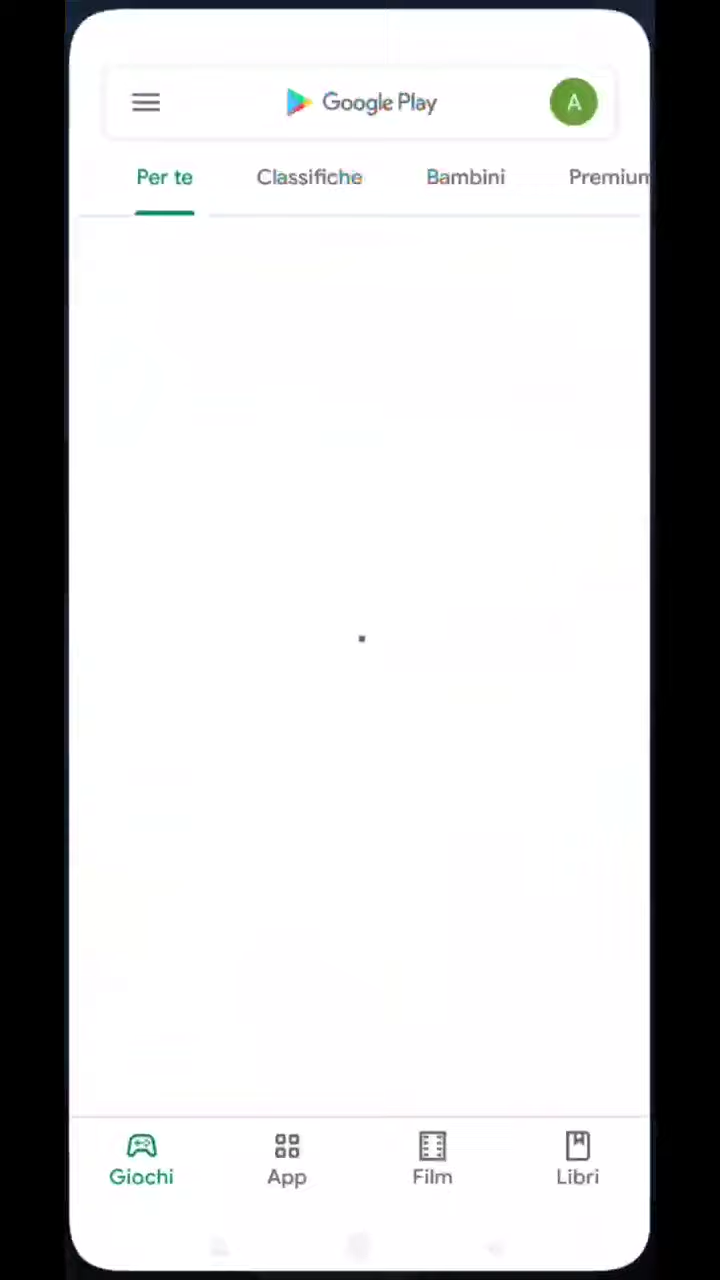 Google Play
A
Per te
Classifiche
Bambini
Premium
Giochi
App
Film
Libri